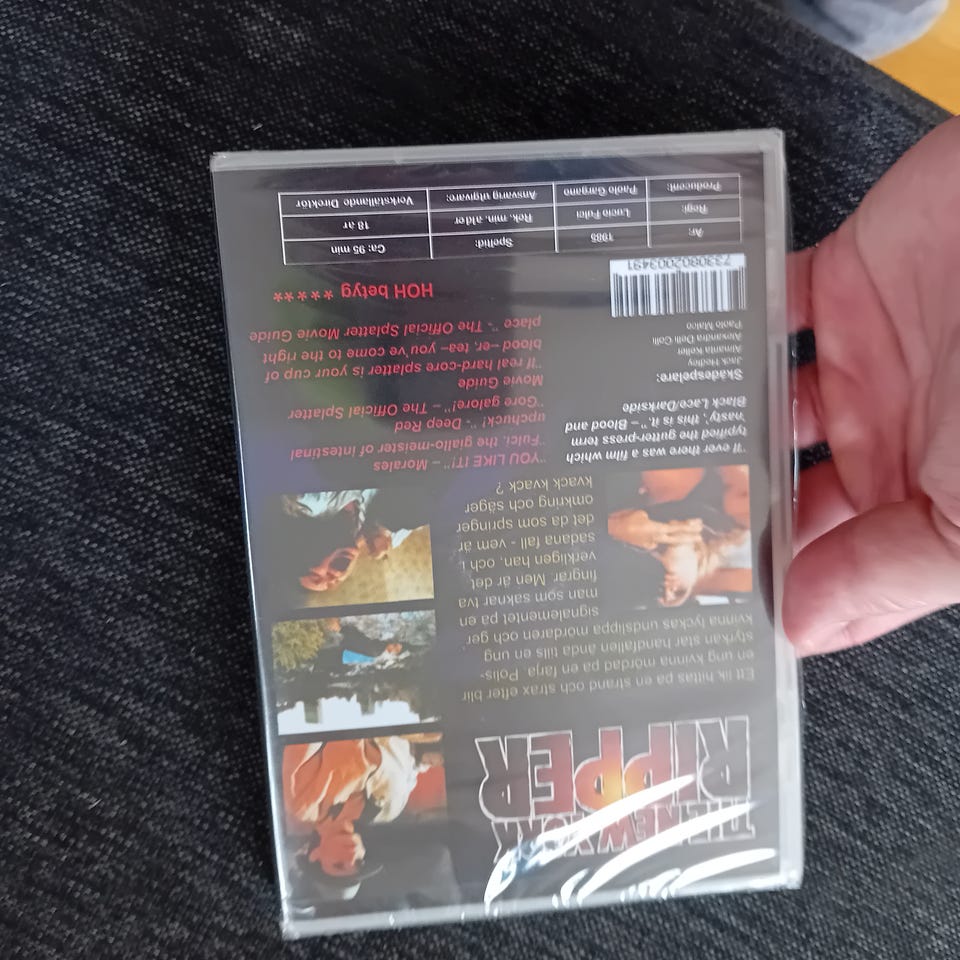 THE NEW YORK
RIPPER
Ett lik hittas på en strand och strax efter blir
en ung kvinna mördad på en färja. Polis-
styrkan står handfallen ända tills en ung
kvinna lyckas undslippa mördaren och ger
signalementet på en
man som saknar två
fingrar. Men är det
verkligen han, och i
sådana fall - vem är
det då som springer
omkring och säger
kvack kvack ?
"If ever there was a film which
typified the gutter-press term
'nasty', this is it." – Blood and
Black Lace/Darkside
Skådespelare:
Jack Hedley
Almanta Keller
Alexandra Delli Colli
Paolo Malco
"YOU LIKE IT!" – Morales
"Fulci, the giallo-meister of intestinal
upchuck! "- Deep Red
"Gore galore!" – The Official Splatter
Movie Guide
"If real hard-core splatter is your cup of
blood –er, tea– you've come to the right
place "- The Official Splatter Movie Guide
HOH betyg ★★★★★★
7330802003491
År: 1985 Speltid: Ca: 95 min
Regi: Lucio Fulci Rek. min. ålder 18 år
Producent: Paolo Gargano Ansvarig utgivare: Verkställande Direktör